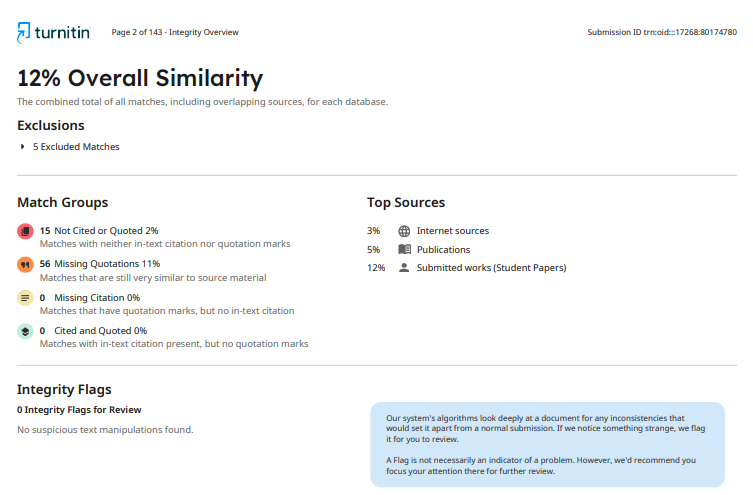 turnitin Page 2 of 143 - Integrity Overview Submission ID trn:oid:::17268:80174780
12% Overall Similarity
The combined total of all matches, including overlapping sources, for each database.
Exclusions
5 Excluded Matches
Match Groups
15 Not Cited or Quoted 2%
Matches with neither in-text citation nor quotation marks
56 Missing Quotations 11%
Matches that are still very similar to source material
0 Missing Citation 0%
Matches that have quotation marks, but no in-text citation
0 Cited and Quoted 0%
Matches with in-text citation present, but no quotation marks
Top Sources
3% Internet sources
5% Publications
12% Submitted works (Student Papers)
Integrity Flags
0 Integrity Flags for Review
No suspicious text manipulations found.
Our system's algorithms look deeply at a document for any inconsistencies that
would set it apart from a normal submission. If we notice something strange, we flag
it for you to review.
A Flag is not necessarily an indicator of a problem. However, we'd recommend you
focus your attention there for further review.